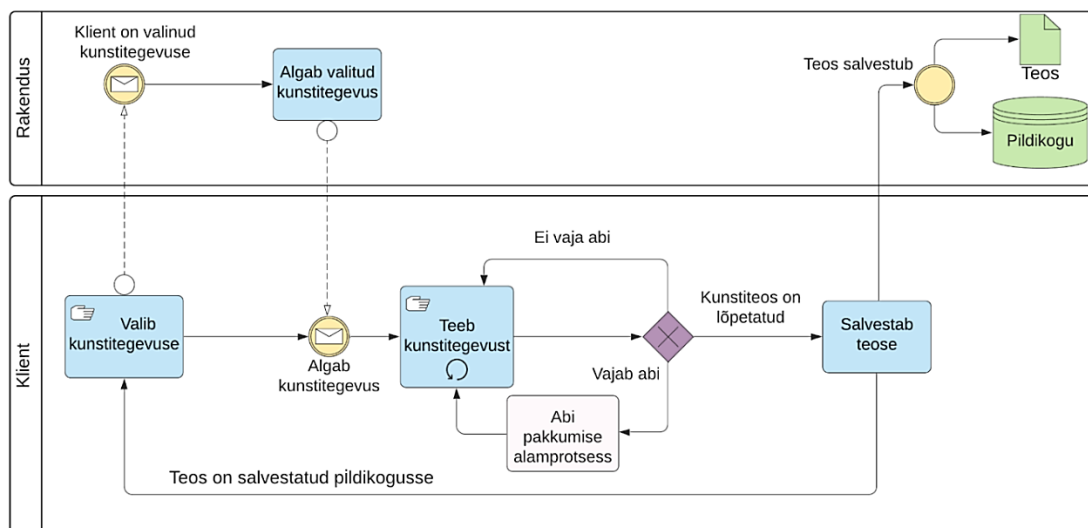 Rakendus
Klient on valinud
kunstitegevuse
Algab valitud
kunstitegevus
Teos salvestub
Teos
Pildikogu
Klient
Valib
kunstitegevuse
Algab
kunstitegevus
Teeb
kunstitegevust
Ei vaja abi
Vajab abi
Abi
pakkumise
alamprotsess
Kunstiteos on
lõpetatud
Salvestab
teose
Teos on salvestatud pildikogusse